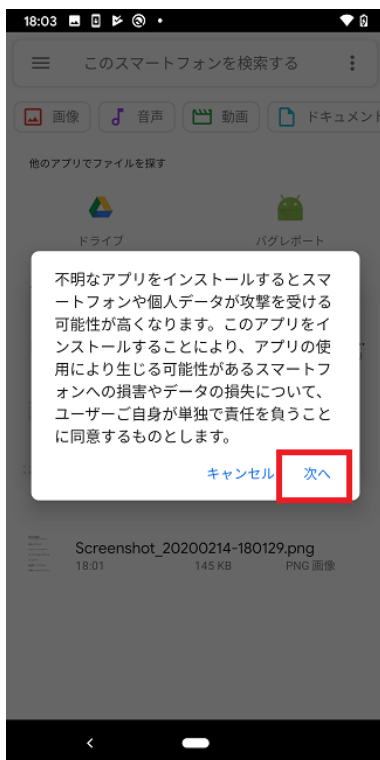 18:03
このスマートフォンを検索する
画像
音声
動画
ドキュメント
他のアプリでファイルを探す
ドライブ
バグレポート
不明なアプリをインストールするとスマ
ートフォンや個人データが攻撃を受ける
可能性が高くなります。このアプリをイ
ンストールすることにより、アプリの使
用により生じる可能性があるスマートフ
ォンへの損害やデータの損失について、
ユーザーご自身が単独で責任を負うこと
に同意するものとします。
キャンセル 次へ
Screenshot_20200214-180129.png
18:01 145 KB PNG 画像